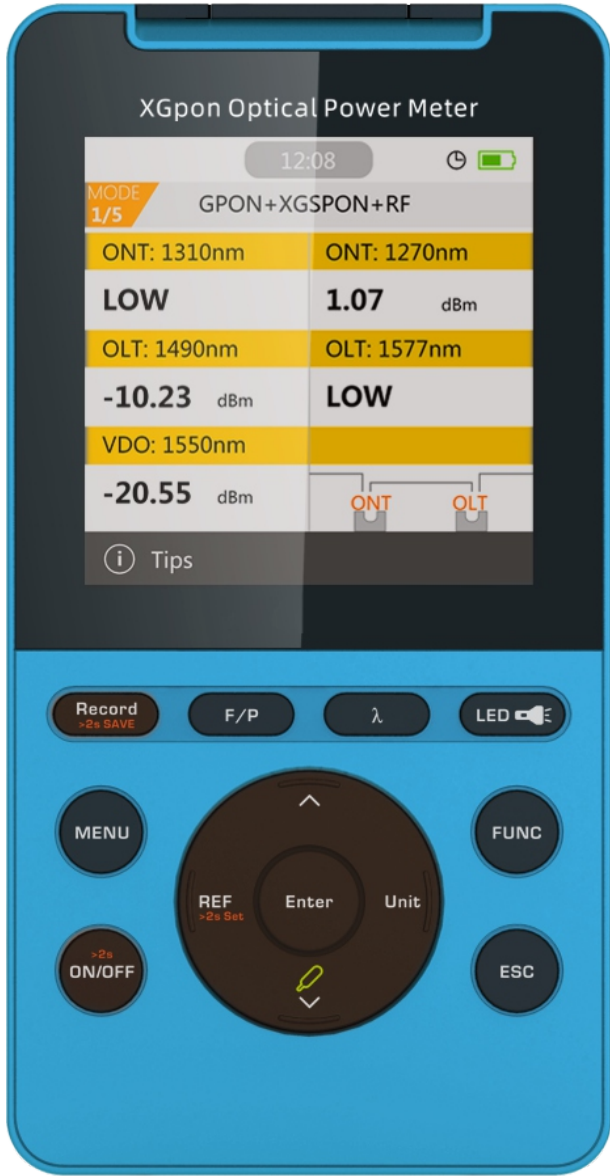 XGpon Optical Power Meter
12:08
MODE
1/5
GPON+XGSPON+RF
ONT: 1310nm
ONT: 1270nm
LOW
1.07 dBm
OLT: 1490nm
OLT: 1577nm
-10.23 dBm
LOW
VDO: 1550nm
-20.55 dBm
ONT
OLT
i Tips
Record
>2s SAVE
F/P
λ
LED
MENU
FUNC
REF
>2s Set
Enter
Unit
>2s
ON/OFF
ESC